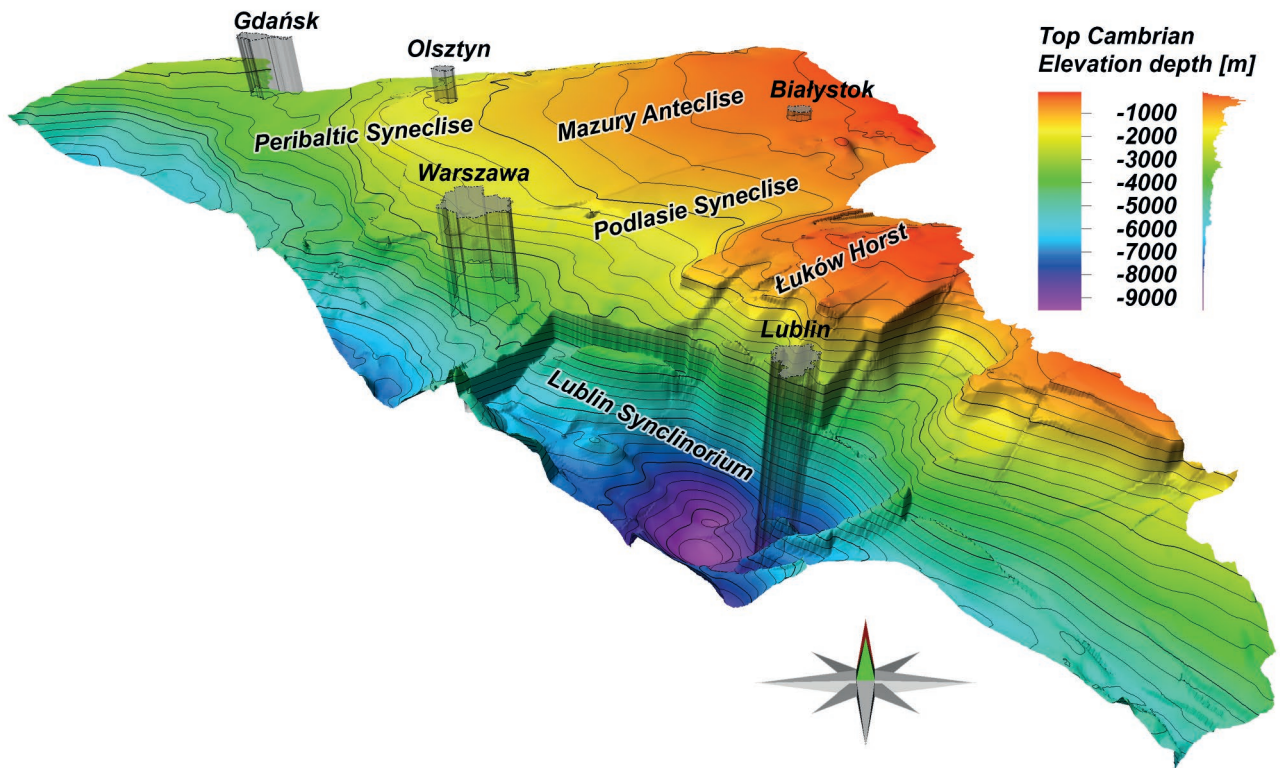 Gdańsk
Olsztyn
Top Cambrian
Elevation depth [m]
Mazury Anteclise
Białystok
Peribaltic Syneclise
-1000
-2000
-3000
-4000
-5000
-6000
-7000
-8000
-9000
Warszawa
Podlasie Syneclise
Łuków Horst
Lublin
Lublin Synclinorium